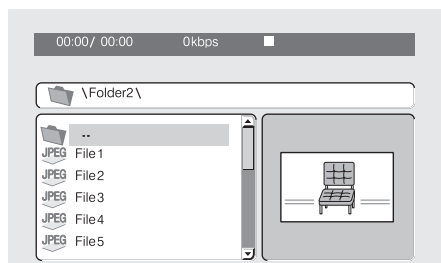 00:00/ 00:00 0kbps
\Folder2\
--
JPEG File1
JPEG File2
JPEG File3
JPEG File4
JPEG File5